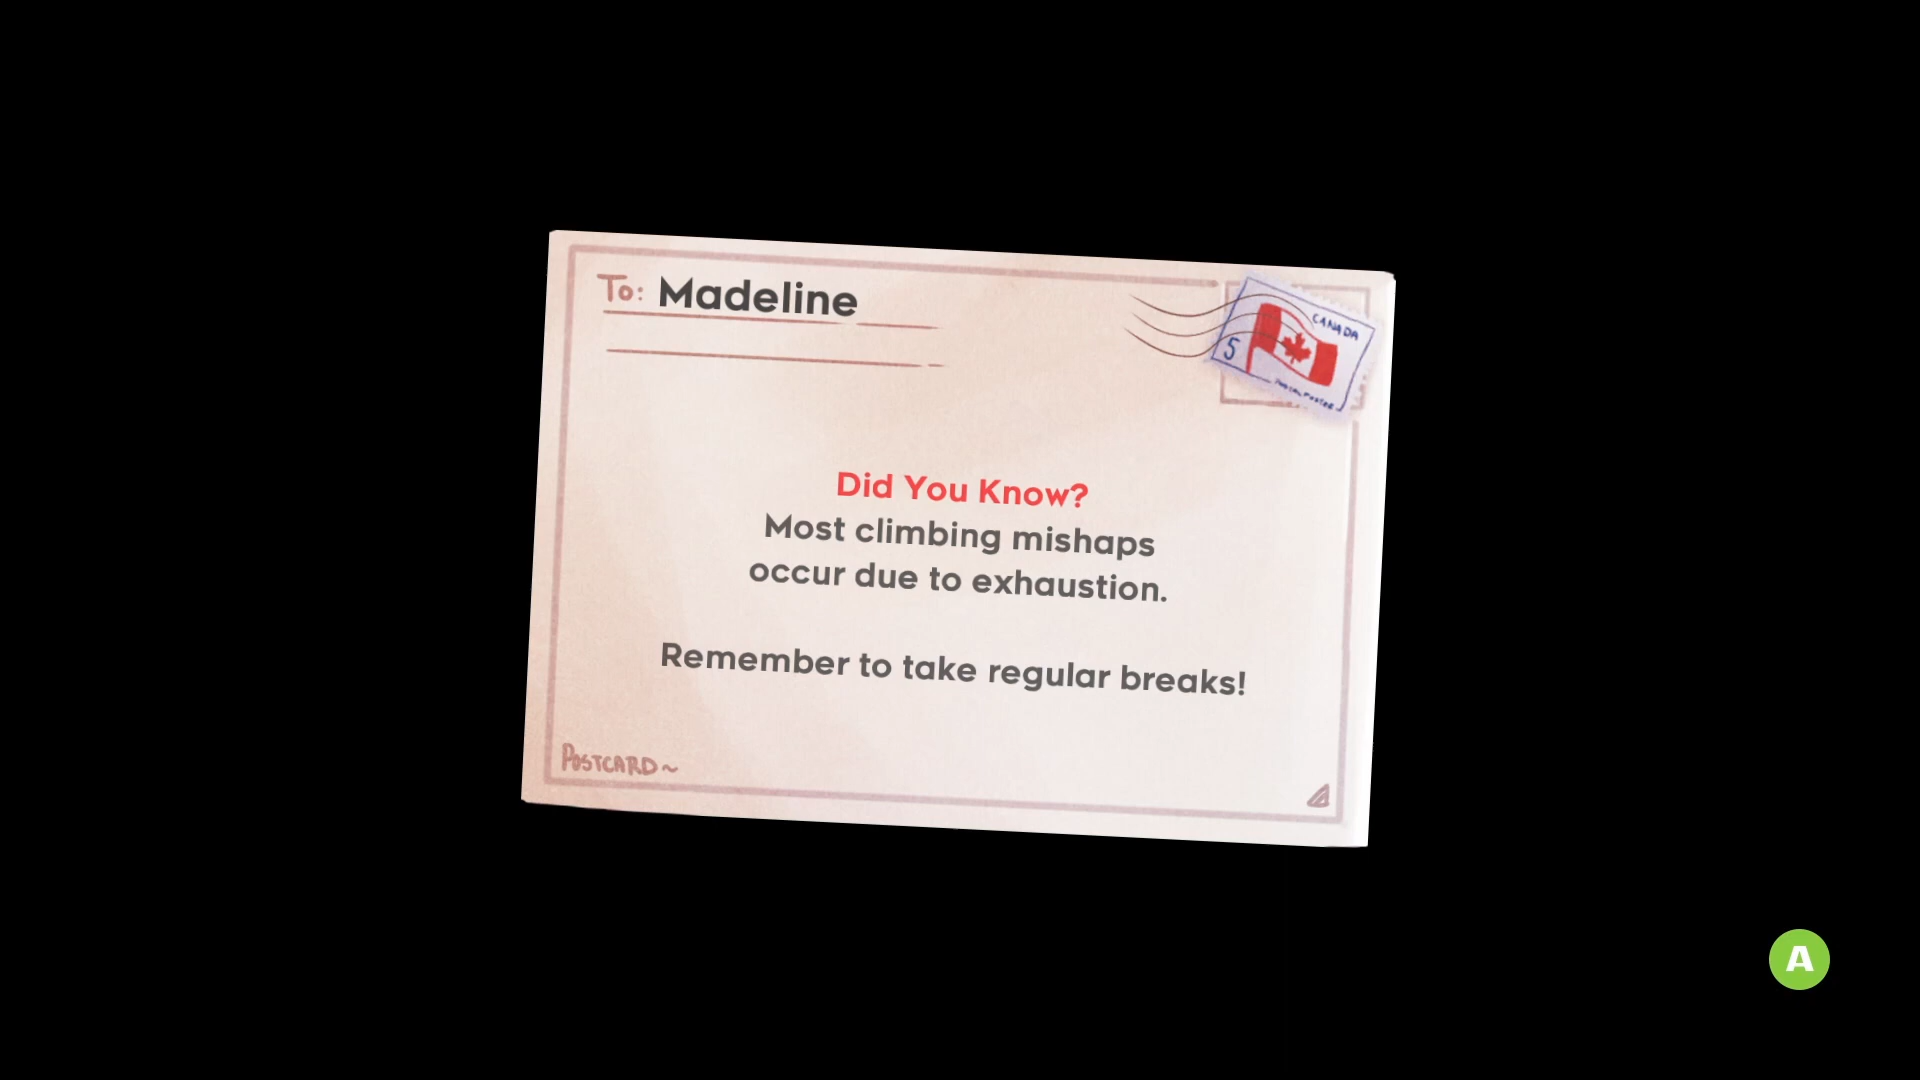 To: Madeline
CANADA
5
Did You Know?
Most climbing mishaps
occur due to exhaustion.
Remember to take regular breaks!
POSTCARD~
A